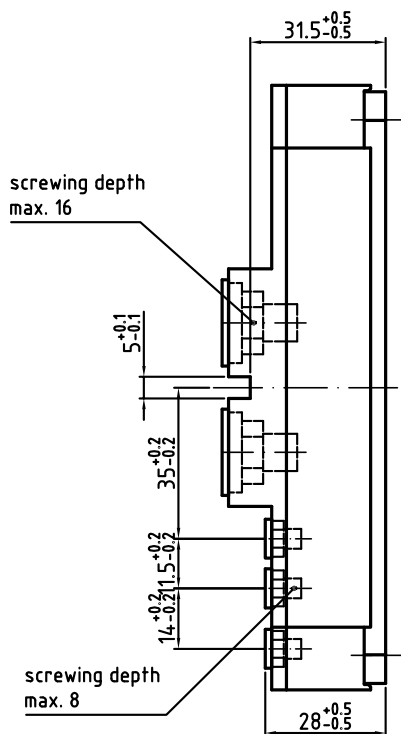 31.5 +0.5 -0.5
screwing depth
max. 16
5 +0.1 -0.1
35 +0.2 -0.2
11.5 +0.2 -0.2
14 +0.2 -0.2
screwing depth
max. 8
28 +0.5 -0.5